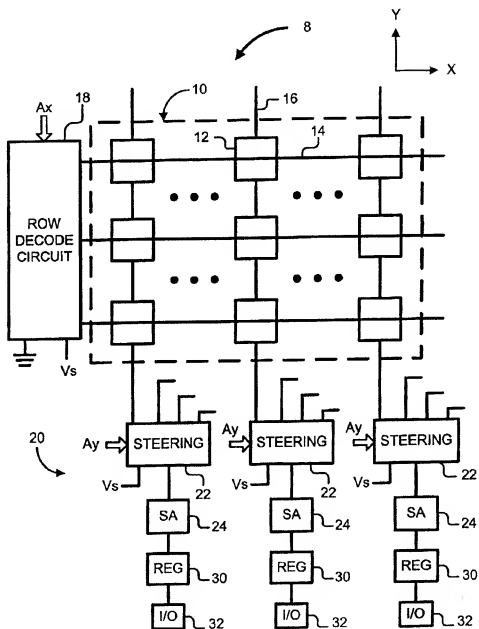 Y
8
X
18
10
16
Ax
12
14
ROW
DECODE
CIRCUIT
Vs
Ay STEERING Ay STEERING Ay STEERING
20
Vs 22 Vs 22 Vs 22
SA SA SA
24 24 24
REG REG REG
30 30 30
I/O I/O I/O
32 32 32